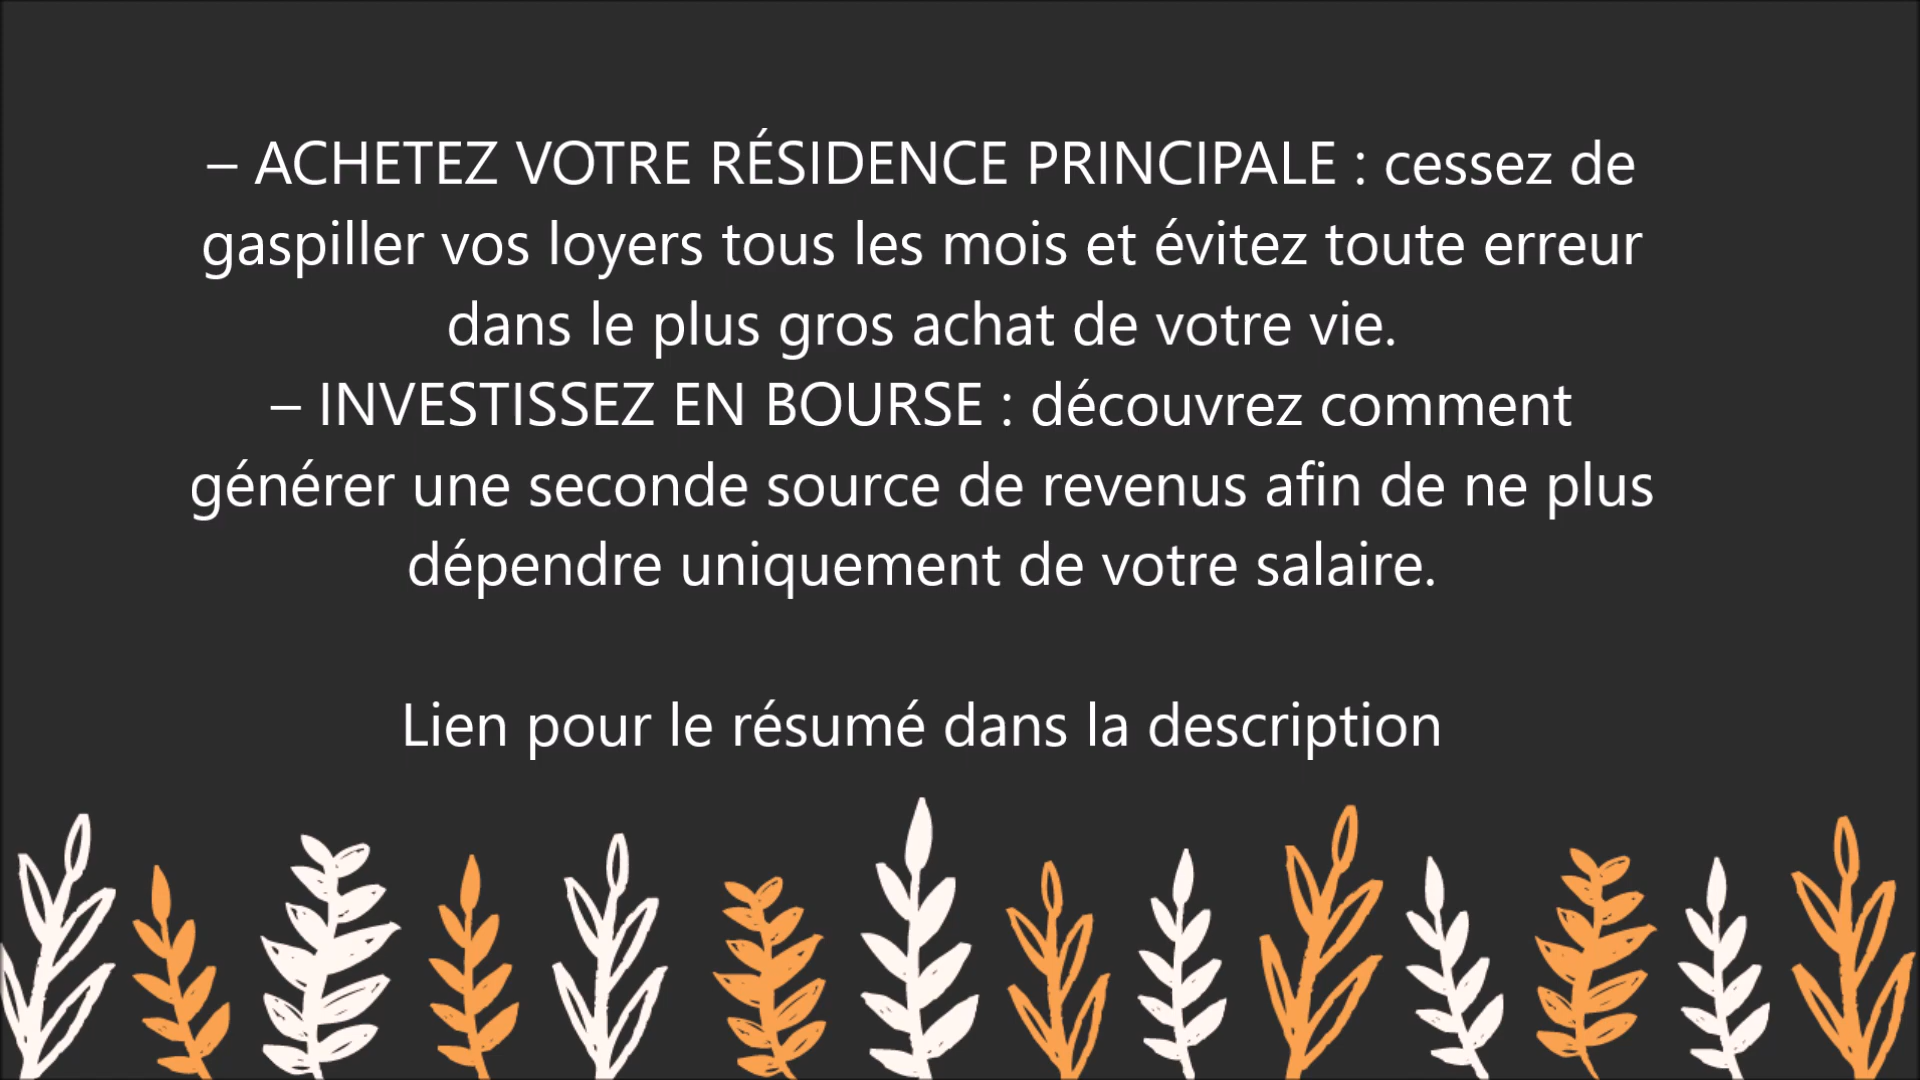 – ACHETEZ VOTRE RÉSIDENCE PRINCIPALE : cessez de
gaspiller vos loyers tous les mois et évitez toute erreur
dans le plus gros achat de votre vie.
– INVESTISSEZ EN BOURSE : découvrez comment
générer une seconde source de revenus afin de ne plus
dépendre uniquement de votre salaire.
Lien pour le résumé dans la description